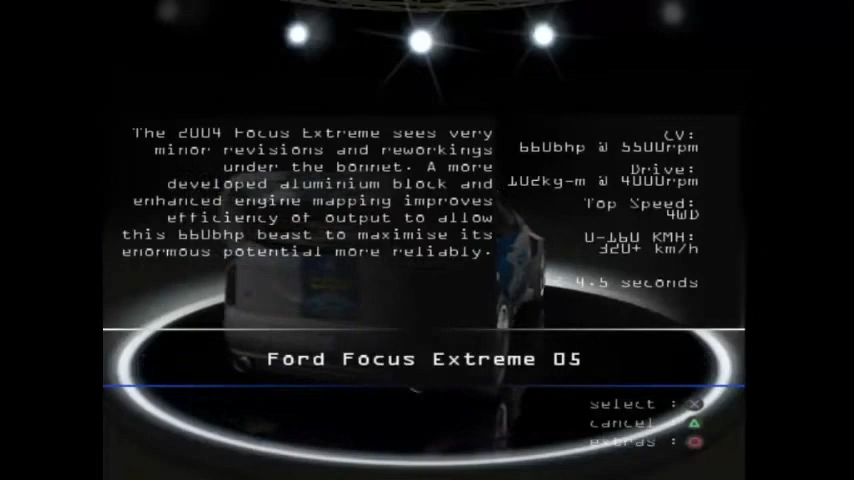 The 2004 Focus Extreme sees very
minor revisions and reworkings
under the bonnet. A more
developed aluminium block and
enhanced engine mapping improves
efficiency of output to allow
this 660bhp beast to maximise its
enormous potential more reliably.
CV:
660bhp @ 5500rpm
Drive:
102kg-m @ 4000rpm
Top Speed:
4WD
0-160 KMH:
320+ km/h
4.5 seconds
Ford Focus Extreme 05
select :
cancel :
extras :